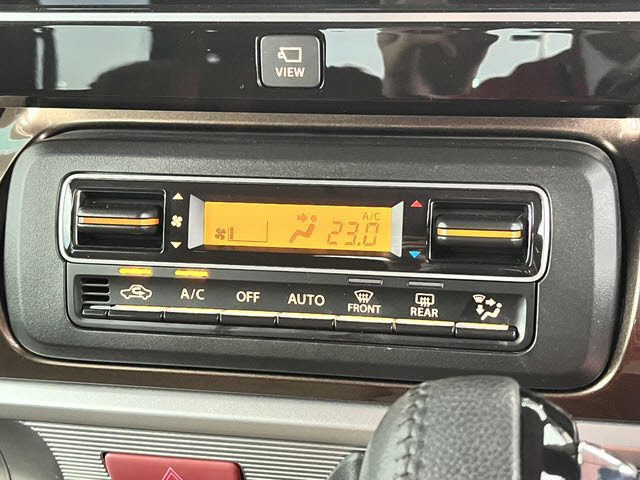 VIEW
A/C
23.0
A/C OFF AUTO FRONT REAR